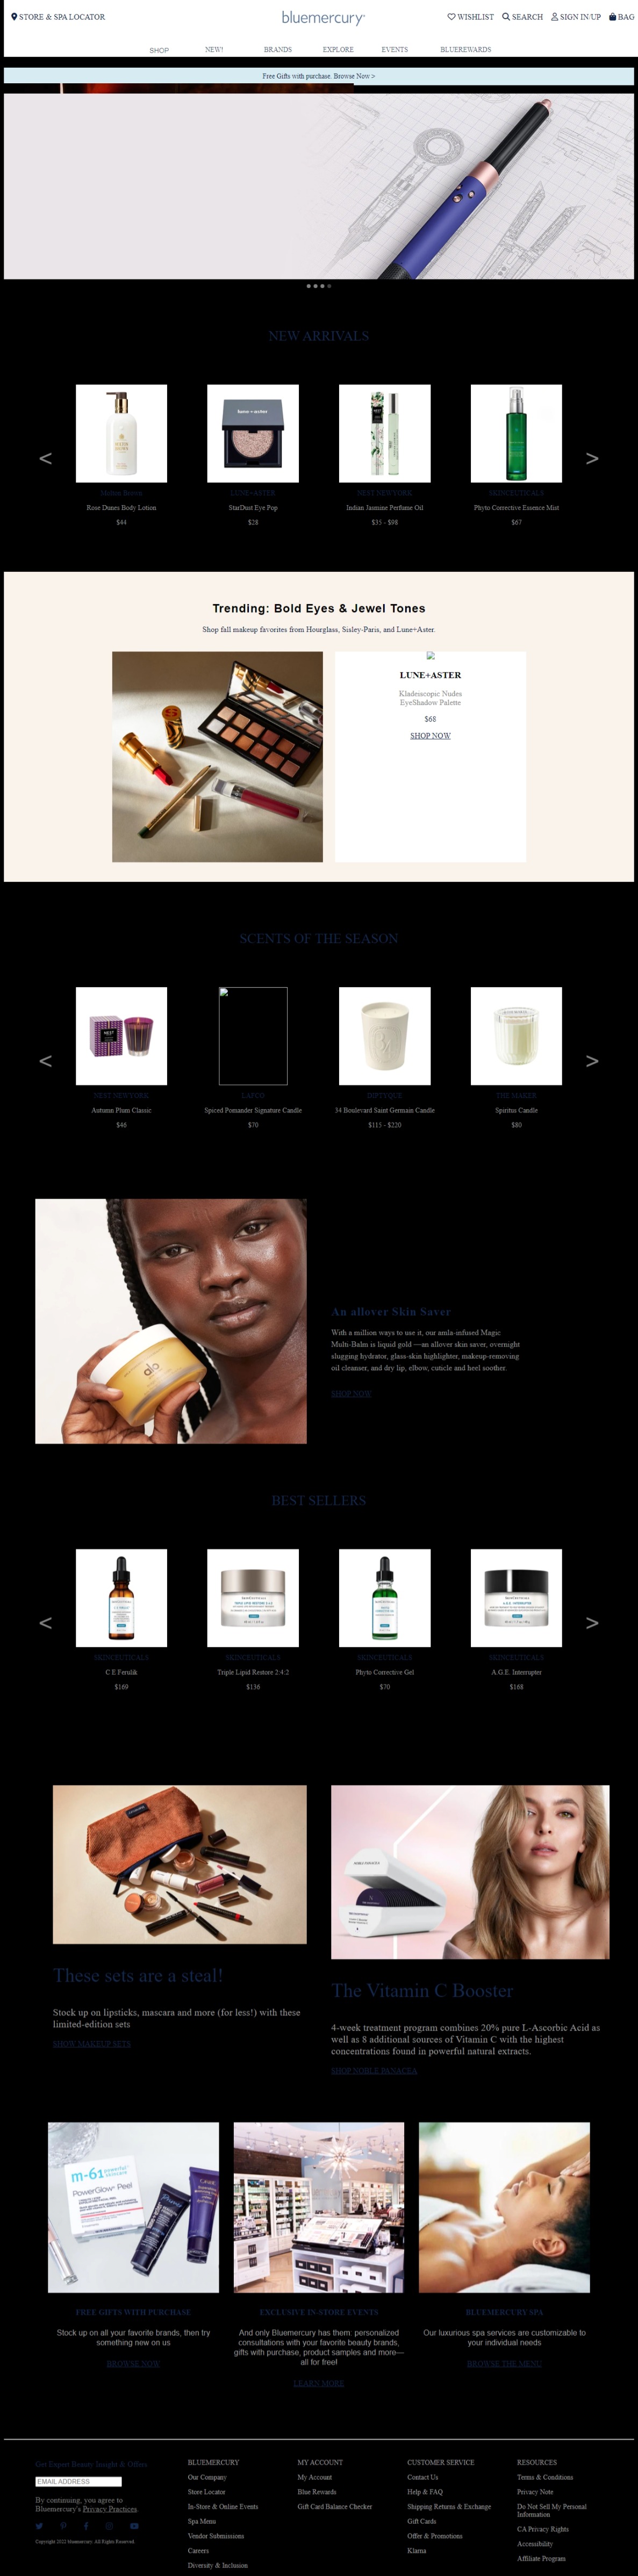 STORE & SPA LOCATOR
bluemercury
WISHLIST SEARCH SIGN IN/UP BAG
SHOP NEW! BRANDS EXPLORE EVENTS BLUEREWARDS
Free Gifts with purchase. Browse Now >
NEW ARRIVALS
<
>
Molton Brown
Rose Dunes Body Lotion
$44
LUNE+ASTER
StarDust Eye Pop
$28
NEST NEW YORK
Indian Jasmine Perfume Oil
$35 - $98
SKINCEUTICALS
Phyto Corrective Essence Mist
$67
Trending: Bold Eyes & Jewel Tones
Shop fall makeup favorites from Hourglass, Sisley-Paris, and Lune+Aster.
LUNE+ASTER
Kladesscopic Nudes
EyeShadow Palette
$68
SHOP NOW
SCENTS OF THE SEASON
<
>
NEST NEW YORK
Autumn Plum Classic
$46
LAFCO
Spiced Pomander Signature Candle
$70
DIPTYQUE
34 Boulevard Saint Germain Candle
$115 - $220
THE MAKER
Spiritus Candle
$80
An allover Skin Saver
With a million ways to use it, our amla-infused Magic
Multi-Balm is liquid gold —an allover skin saver, overnight
slugging hydrator, glass-skin highlighter, makeup-removing
oil cleanser, and dry lip, elbow, cuticle and heel soother.
SHOP NOW
BEST SELLERS
<
>
SKINCEUTICALS
C E Ferulik
$169
SKINCEUTICALS
Triple Lipid Restore 2:4:2
$136
SKINCEUTICALS
Phyto Corrective Gel
$70
SKINCEUTICALS
A.G.E. Interrupter
$168
These sets are a steal!
Stock up on lipsticks, mascara and more (for less!) with these
limited-edition sets
SHOW MAKEUP SETS
The Vitamin C Booster
4-week treatment program combines 20% pure L-Ascorbic Acid as
well as 8 additional sources of Vitamin C with the highest
concentrations found in powerful natural extracts.
SHOP NOBLE PANACEA
m-61 powerful skincare
PowerGlow Peel
FREE GIFTS WITH PURCHASE
Stock up on all your favorite brands, then try
something new on us
BROWSE NOW
EXCLUSIVE IN-STORE EVENTS
And only Bluemercury has them: personalized
consultations with your favorite beauty brands,
gifts with purchase, product samples and more—
all for free!
LEARN MORE
BLUEMERCURY SPA
Our luxurious spa services are customizable to
your individual needs
BROWSE THE MENU
Get Expert Beauty Insight & Offers
EMAIL ADDRESS
By contunuing, you agree to
Bluemercury's Privacy Practices
Copyright 2022 bluemercury. All Rights Reserved.
BLUEMERCURY
Our Company
Store Locator
In-Store & Online Events
Spa Menu
Vendor Submissions
Careers
Diversity & Inclusion
MY ACCOUNT
My Account
Blue Rewards
Gift Card Balance Checker
CUSTOMER SERVICE
Contact Us
Help & FAQ
Shipping Returns & Exchange
Gift Cards
Offer & Promotions
Klarna
RESOURCES
Terms & Conditions
Privacy Note
Do Not Sell My Personal
Information
CA Privacy Rights
Accessibility
Affiliate Program